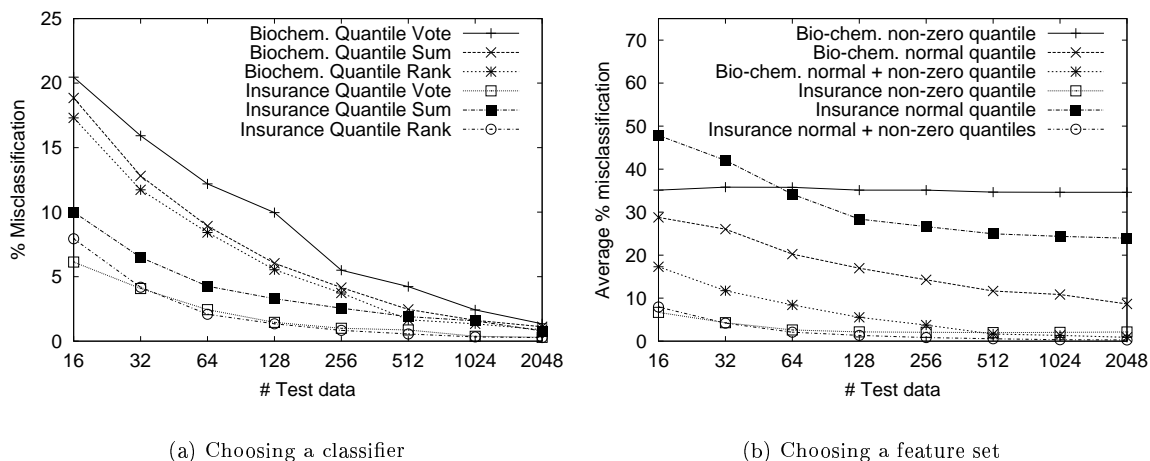 25
20
15
10
5
0
16 32 64 128 256 512 1024 2048
% Misclassification
# Test data
Biochem. Quantile Vote
Biochem. Quantile Sum
Biochem. Quantile Rank
Insurance Quantile Vote
Insurance Quantile Sum
Insurance Quantile Rank
(a) Choosing a classifier
70
60
50
40
30
20
10
0
16 32 64 128 256 512 1024 2048
Average % misclassification
# Test data
Bio-chem. non-zero quantile
Bio-chem. normal quantile
Bio-chem. normal + non-zero quantile
Insurance non-zero quantile
Insurance normal quantile
Insurance normal + non-zero quantiles
(b) Choosing a feature set